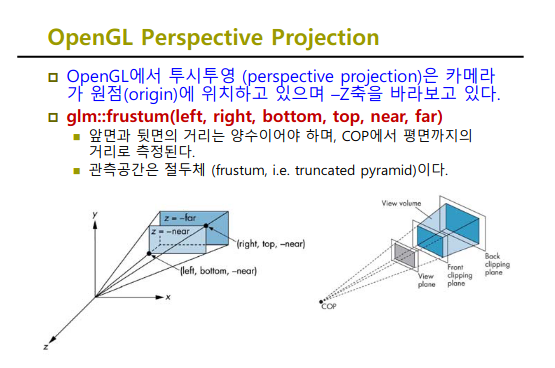 OpenGL Perspective Projection
OpenGL에서 투시투영 (perspective projection)은 카메라
가 원점(origin)에 위치하고 있으며 –Z축을 바라보고 있다.
glm::frustum(left, right, bottom, top, near, far)
앞면과 뒷면의 거리는 양수이어야 하며, COP에서 평면까지의
거리로 측정된다.
관측공간은 절두체 (frustum, i.e. truncated pyramid)이다.
y
z = –far
z = –near
(right, top, –near)
(left, bottom, –near)
x
z
View volume
View
plane
Front
clipping
plane
Back
clipping
plane
COP